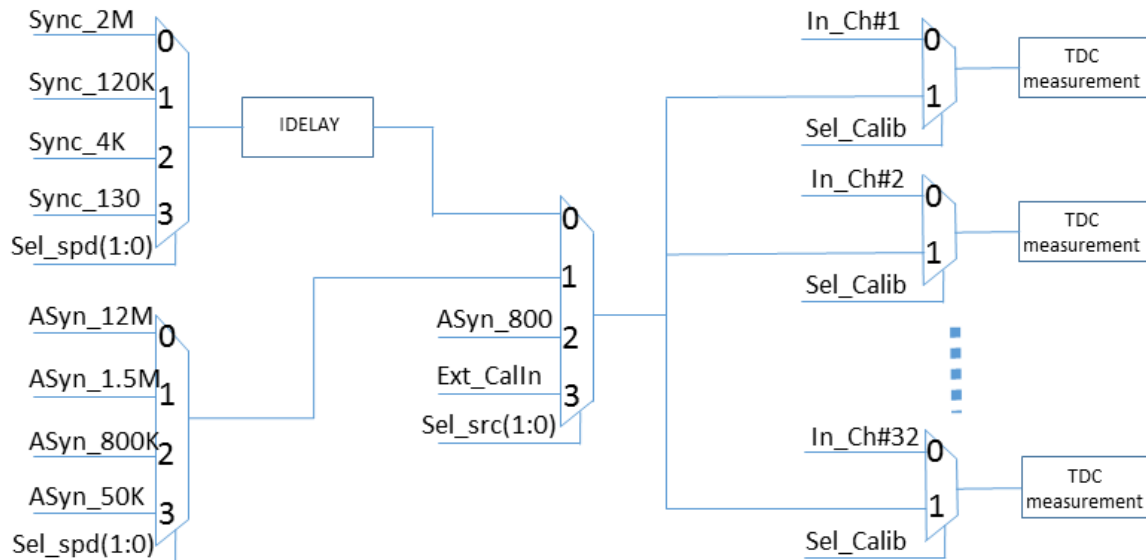 Sync_2M
0
Sync_120K
1
Sync_4K
2
Sync_130
3
Sel_spd(1:0)
IDELAY
ASyn_12M
0
ASyn_1.5M
1
ASyn_800K
2
ASyn_50K
3
Sel_spd(1:0)
0
1
ASyn_800
2
Ext_CalIn
3
Sel_src(1:0)
In_Ch#1
0
1
Sel_Calib
TDC
measurement
In_Ch#2
0
1
Sel_Calib
TDC
measurement
In_Ch#32
0
1
Sel_Calib
TDC
measurement